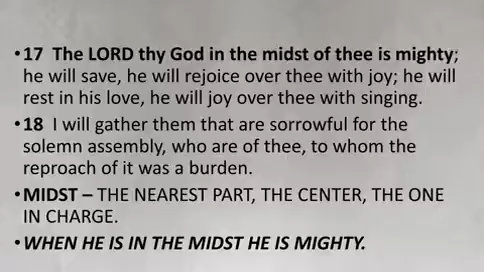 • 17 The LORD thy God in the midst of thee is mighty;
he will save, he will rejoice over thee with joy; he will
rest in his love, he will joy over thee with singing.
• 18 I will gather them that are sorrowful for the
solemn assembly, who are of thee, to whom the
reproach of it was a burden.
• MIDST – THE NEAREST PART, THE CENTER, THE ONE
IN CHARGE.
• WHEN HE IS IN THE MIDST HE IS MIGHTY.